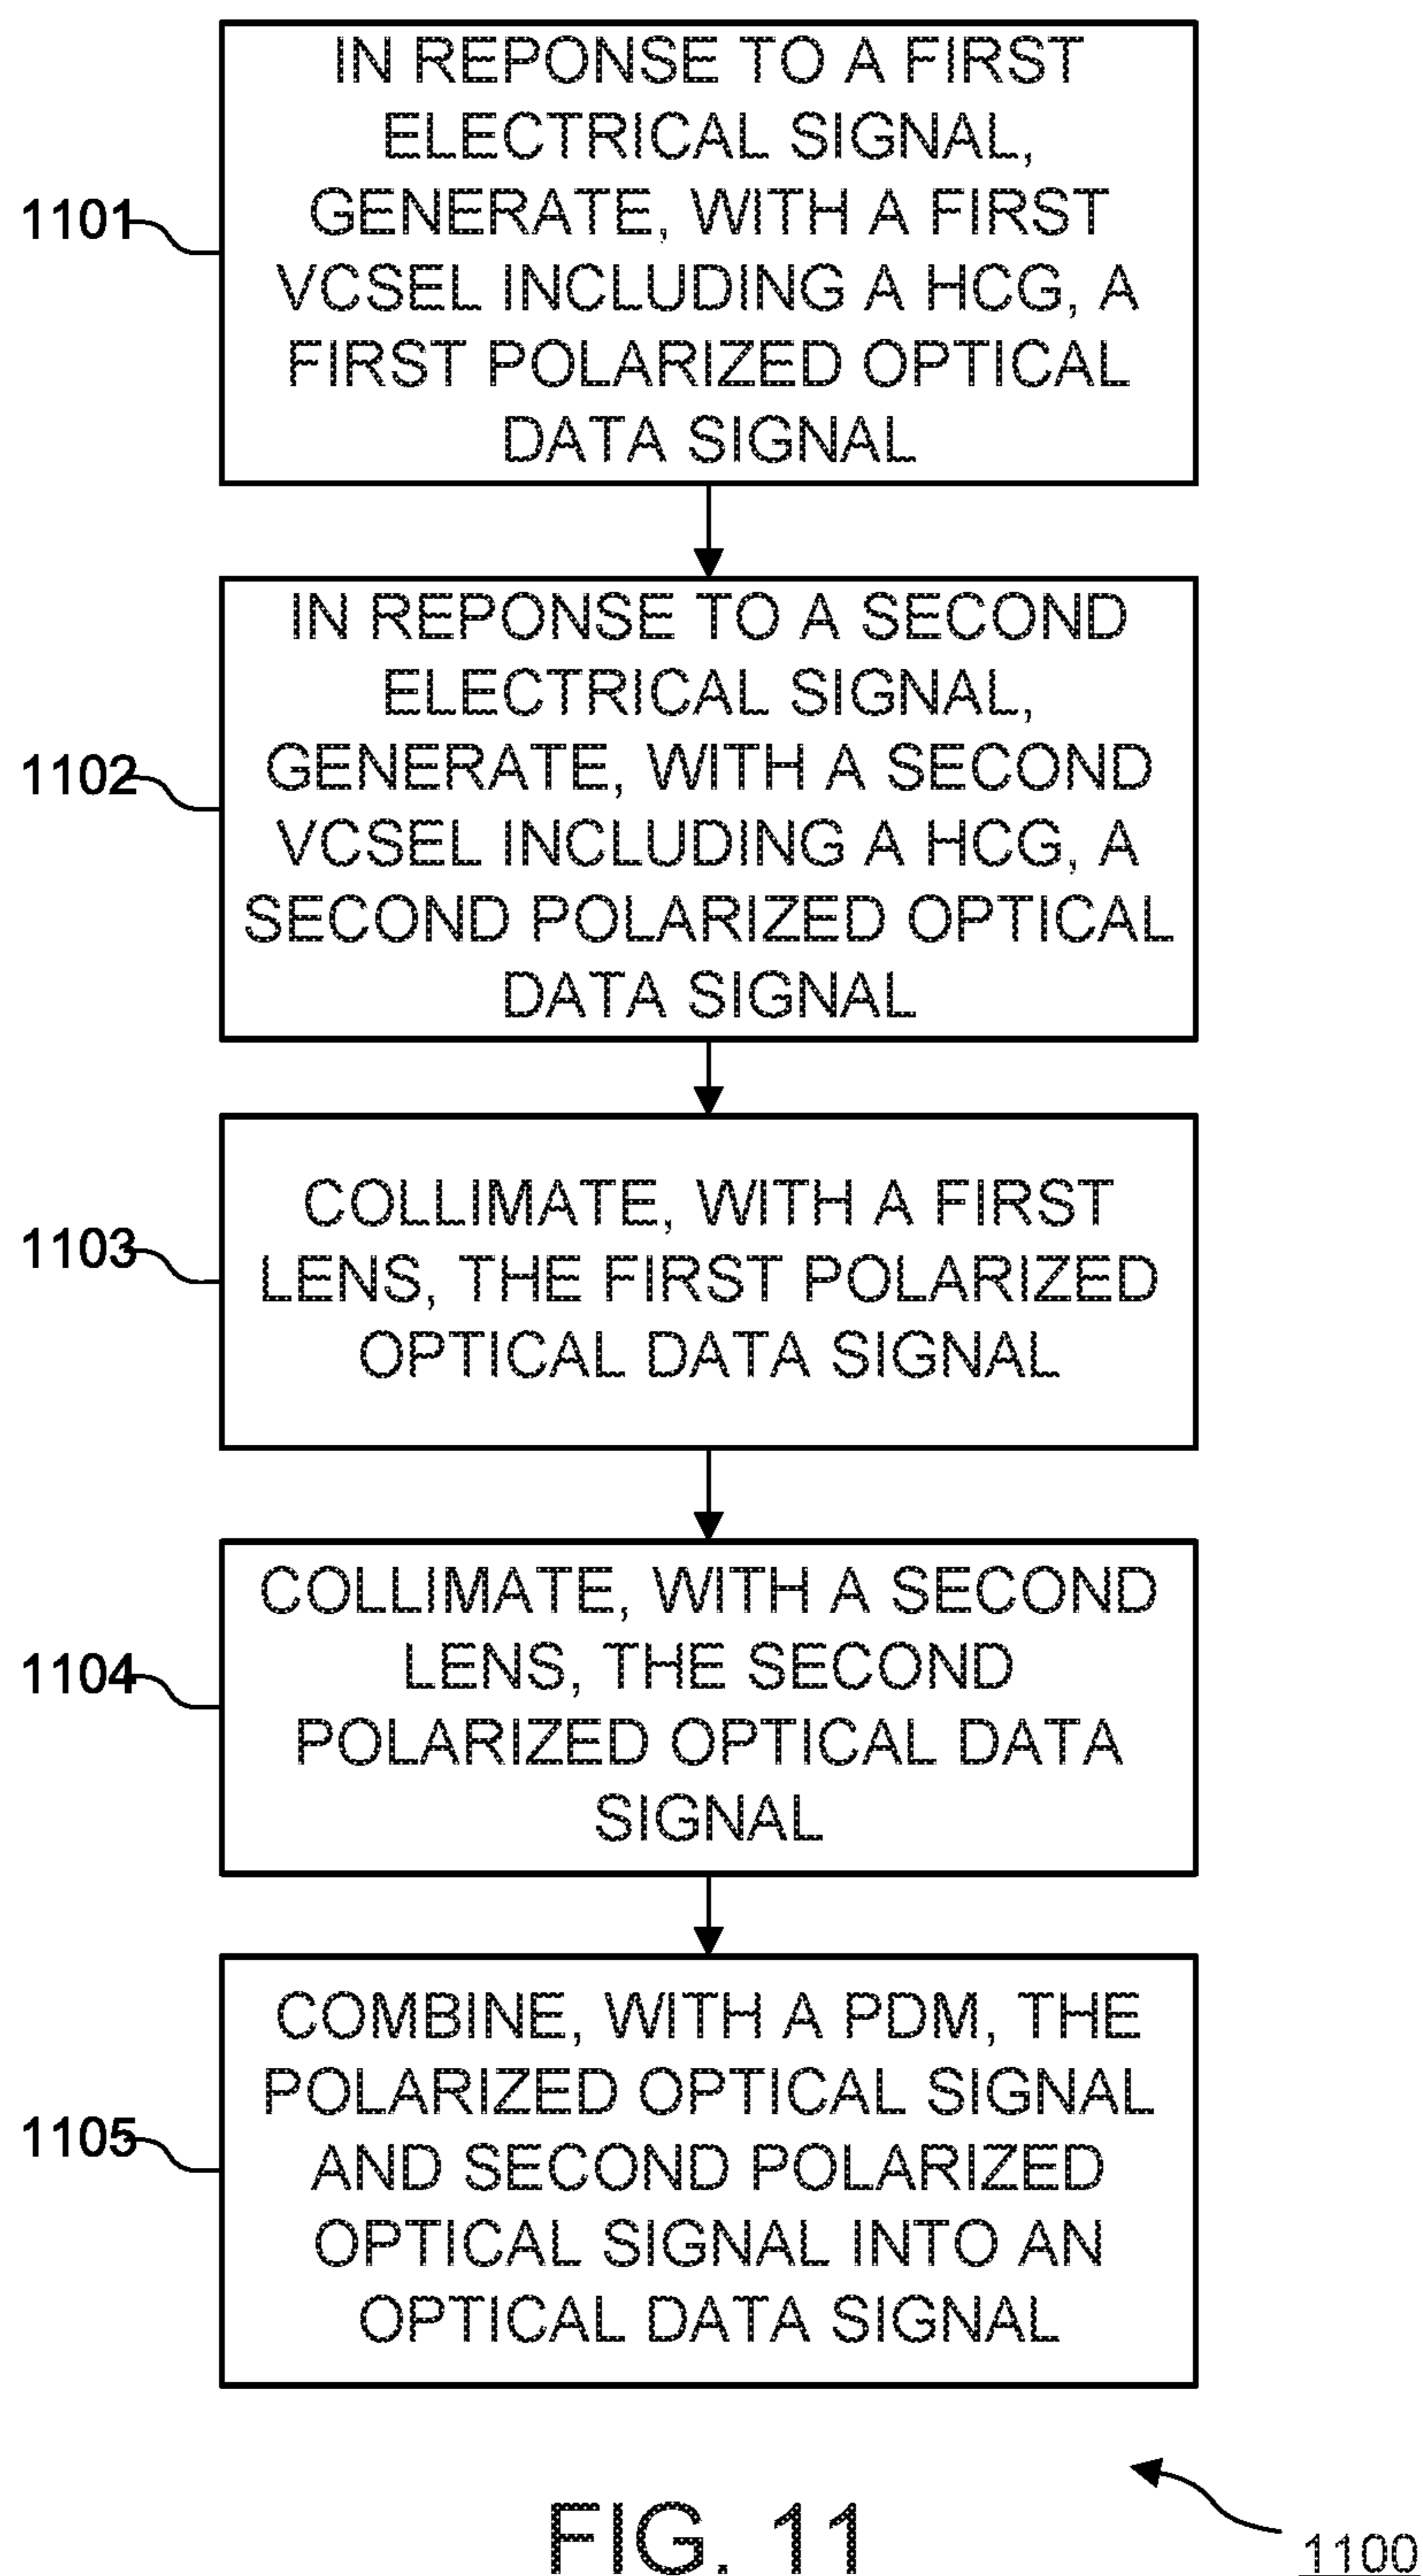 IN REPONSE TO A FIRST
ELECTRICAL SIGNAL,
GENERATE, WITH A FIRST
VCSEL INCLUDING A HCG, A
FIRST POLARIZED OPTICAL
DATA SIGNAL
1101
IN REPONSE TO A SECOND
ELECTRICAL SIGNAL,
GENERATE, WITH A SECOND
VCSEL INCLUDING A HCG, A
SECOND POLARIZED OPTICAL
DATA SIGNAL
1102
COLLIMATE, WITH A FIRST
LENS, THE FIRST POLARIZED
OPTICAL DATA SIGNAL
1103
COLLIMATE, WITH A SECOND
LENS, THE SECOND
POLARIZED OPTICAL DATA
SIGNAL
1104
COMBINE, WITH A PDM, THE
POLARIZED OPTICAL SIGNAL
AND SECOND POLARIZED
OPTICAL SIGNAL INTO AN
OPTICAL DATA SIGNAL
1105
FIG. 11
1100